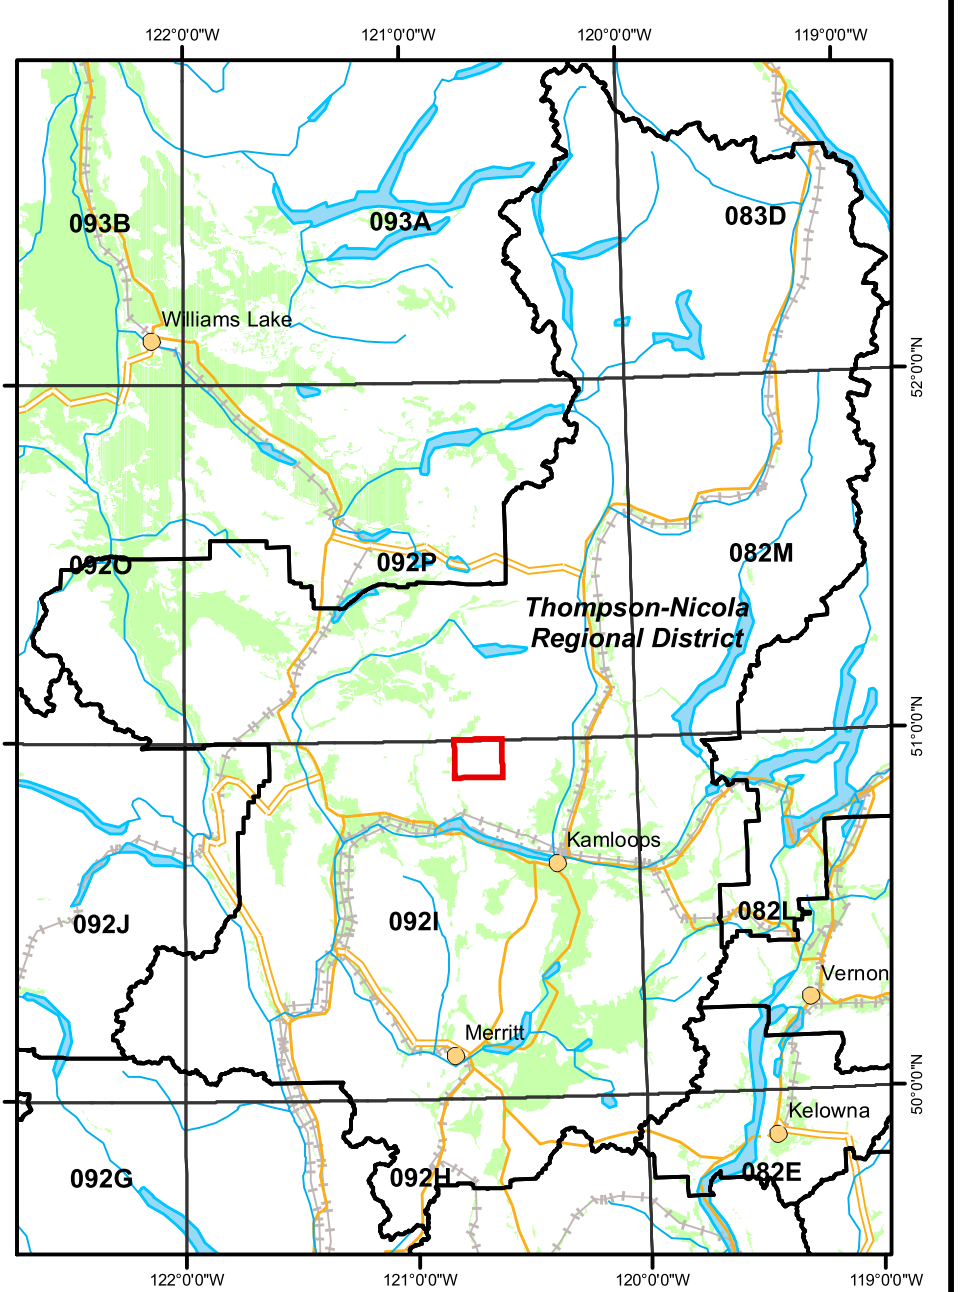 122°0'0"W
121°0'0"W
120°0'0"W
119°0'0"W
093B
093A
083D
Williams Lake
52°0'0"N
092O
092P
082M
Thompson-Nicola
Regional District
51°0'0"N
Kamloops
092J
092I
082L
Vernon
Merritt
50°0'0"N
Kelowna
092G
092H
082E
122°0'0"W
121°0'0"W
120°0'0"W
119°0'0"W